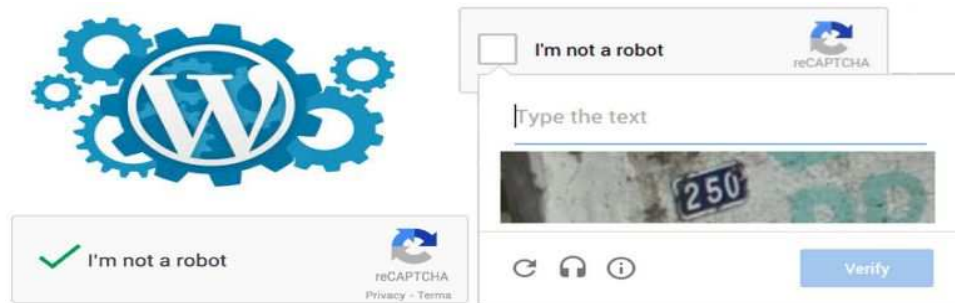 W
I'm not a robot
reCAPTCHA
Privacy - Terms
I'm not a robot
reCAPTCHA
Type the text
250
Verify